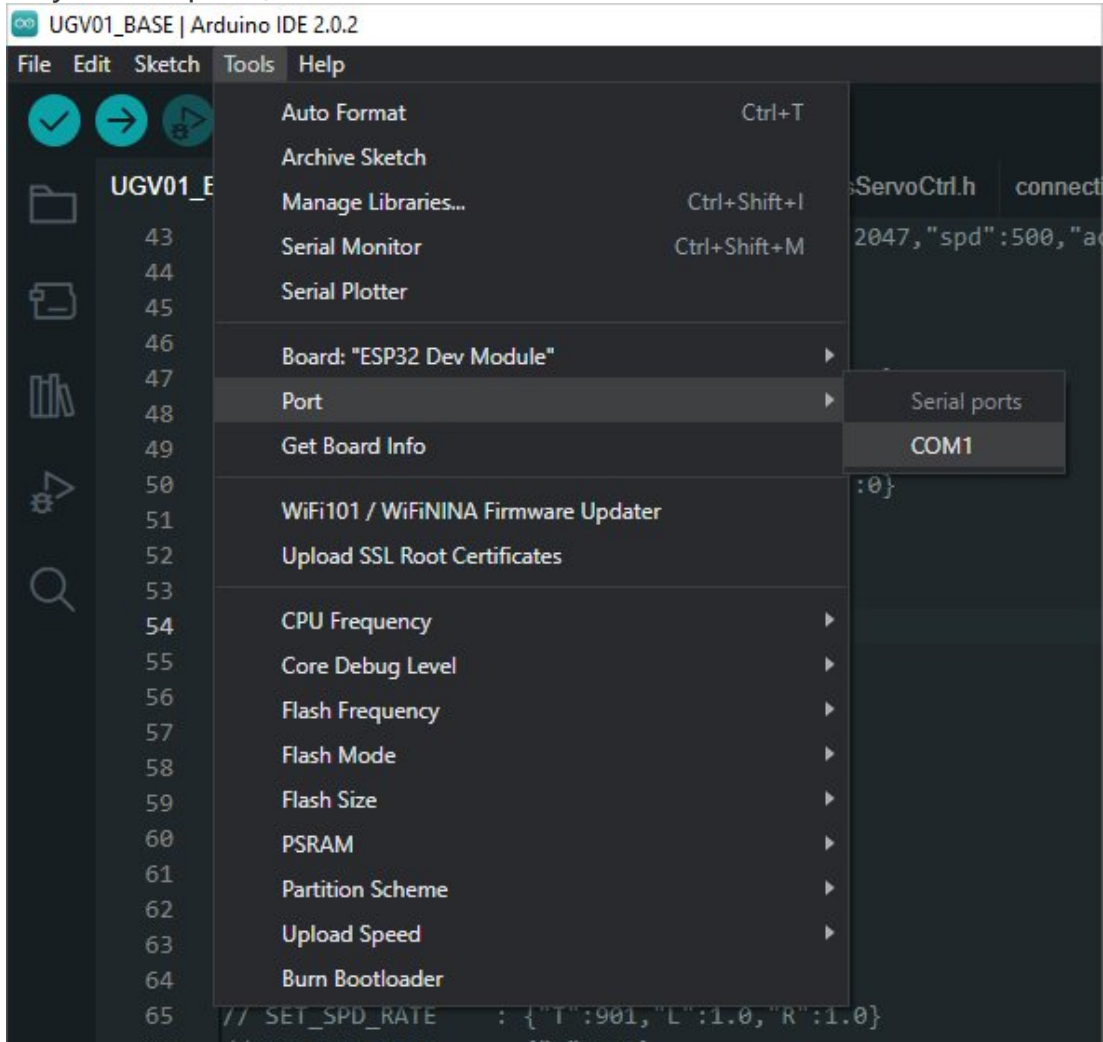 UGV01_BASE | Arduino IDE 2.0.2
File Edit Sketch Tools Help
Auto Format Ctrl+T
Archive Sketch
UGV01_B sServoCtrl.h connecti
Manage Libraries... Ctrl+Shift+I
43 2047,"spd":500,"ac
Serial Monitor Ctrl+Shift+M
44
Serial Plotter
45
46
Board: "ESP32 Dev Module"
47
Port Serial ports
48
Get Board Info COM1
49
50 :0}
WiFi101 / WiFiNINA Firmware Updater
51
Upload SSL Root Certificates
52
53
CPU Frequency
54
Core Debug Level
55
56
Flash Frequency
57
Flash Mode
58
Flash Size
59
PSRAM
60
61
Partition Scheme
62
Upload Speed
63
Burn Bootloader
64
65 // SET_SPD_RATE : {"T":901,"L":1.0,"R":1.0}